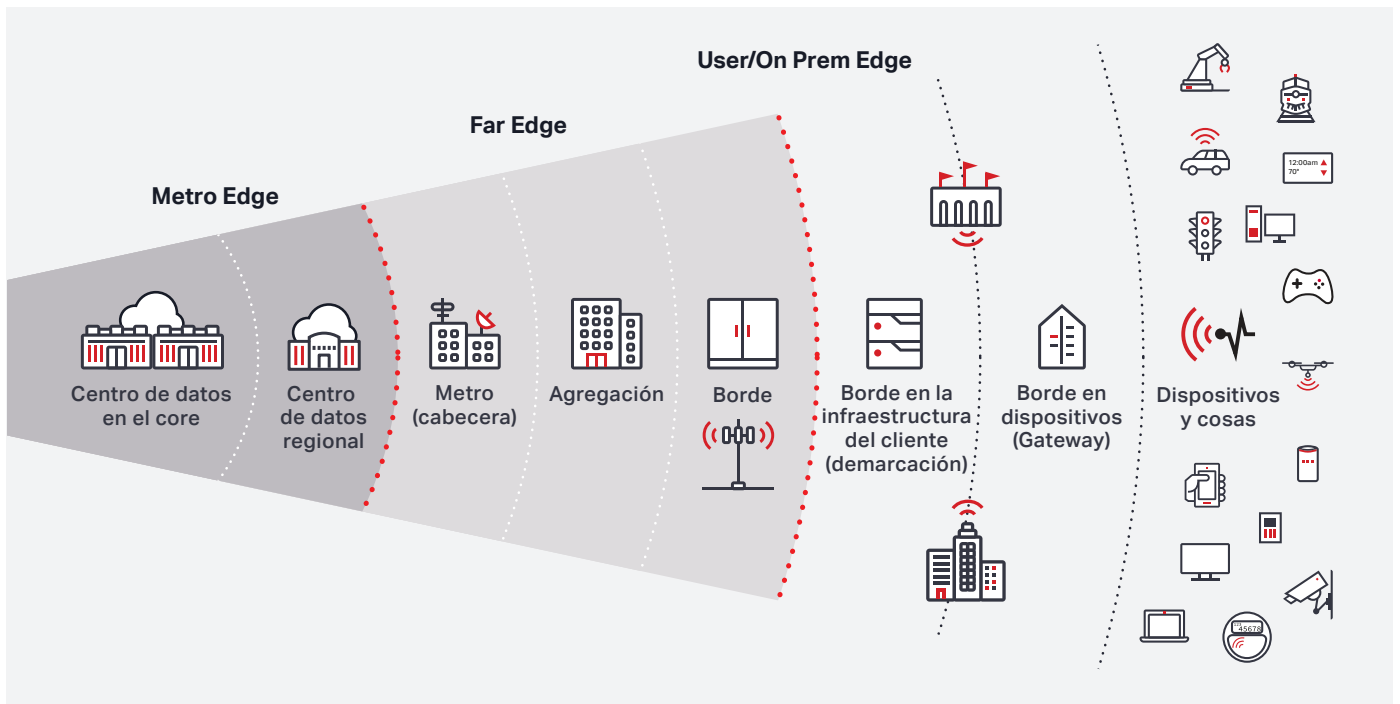 User/On Prem Edge
Far Edge
Metro Edge
Centro de datos
en el core
Centro
de datos
regional
Metro
(cabecera)
Agregación
Borde
Borde en la
infraestructura
del cliente
(demarcación)
Borde en
dispositivos
(Gateway)
Dispositivos
y cosas
12:00am
70°
123
45678